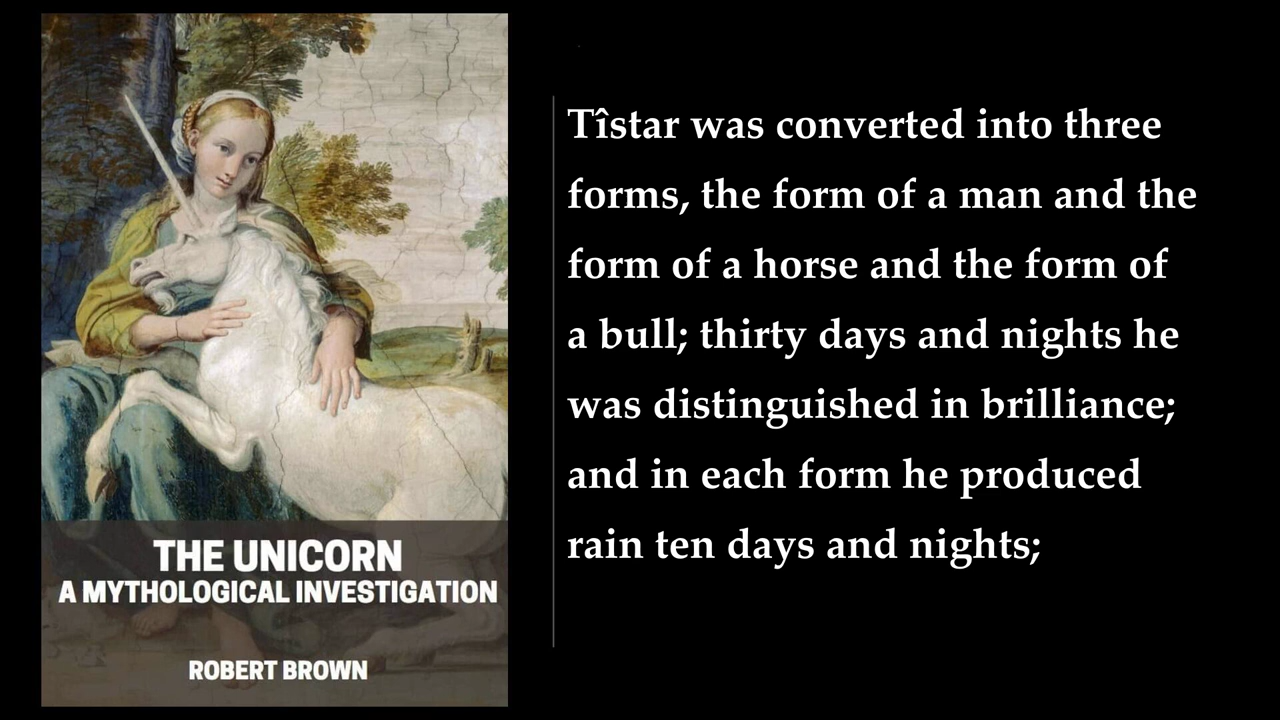 THE UNICORN
A MYTHOLOGICAL INVESTIGATION
ROBERT BROWN
Tîstar was converted into three
forms, the form of a man and the
form of a horse and the form of
a bull; thirty days and nights he
was distinguished in brilliance;
and in each form he produced
rain ten days and nights;